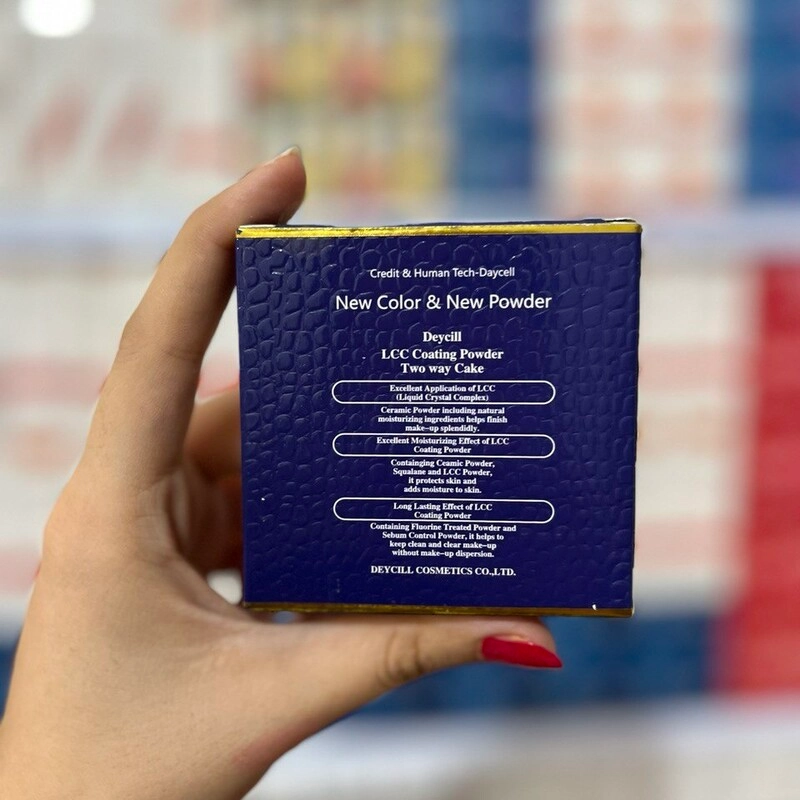 Credit & Human Tech-Daycell
New Color & New Powder
Deycill
LCC Coating Powder
Two way Cake
Excellent Application of LCC
(Liquid Crystal Complex)
Ceramic Powder including natural
moisturizing ingredients helps finish
make-up splendidly.
Excellent Moisturizing Effect of LCC
Coating Powder
Containging Ceamic Powder,
Squalane and LCC Powder,
it protects skin and
adds moisture to skin.
Long Lasting Effect of LCC
Coating Powder
Containing Fluorine Treated Powder and
Sebum Control Powder, it helps to
keep clean and clear make-up
without make-up dispersion.
DEYCILL COSMETICS CO.,LTD.